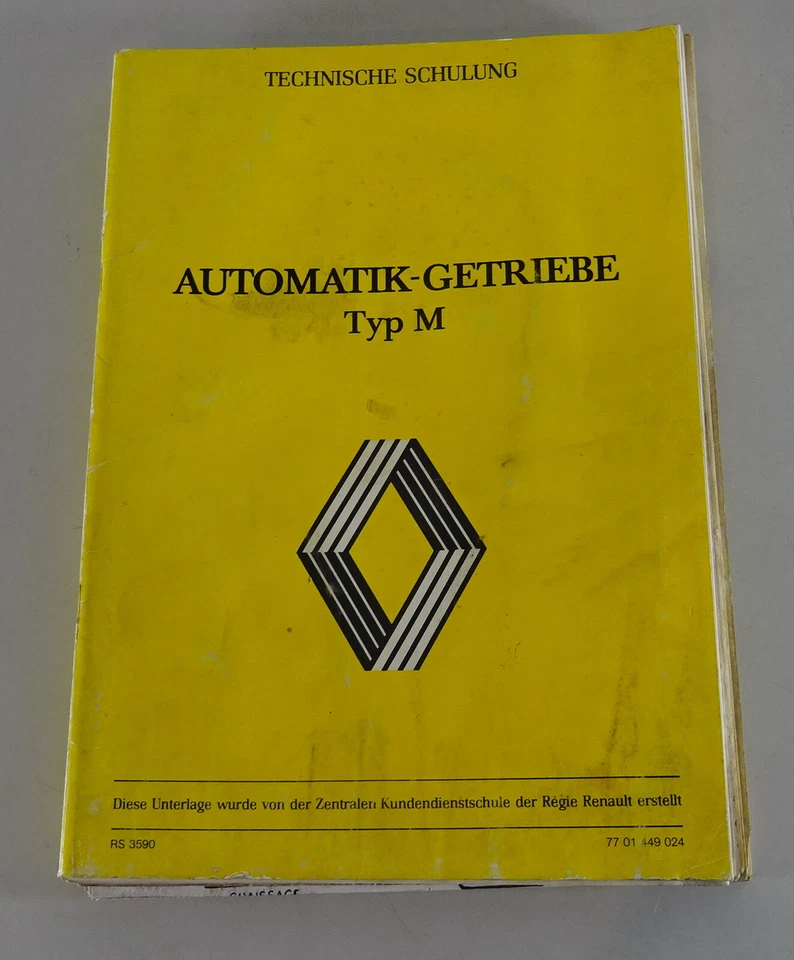 TECHNISCHE SCHULUNG
AUTOMATIK-GETRIEBE
Typ M
Diese Unterlage wurde von der Zentralen Kundendienstschule der Régie Renault erstellt
RS 3590
77 01 449 024